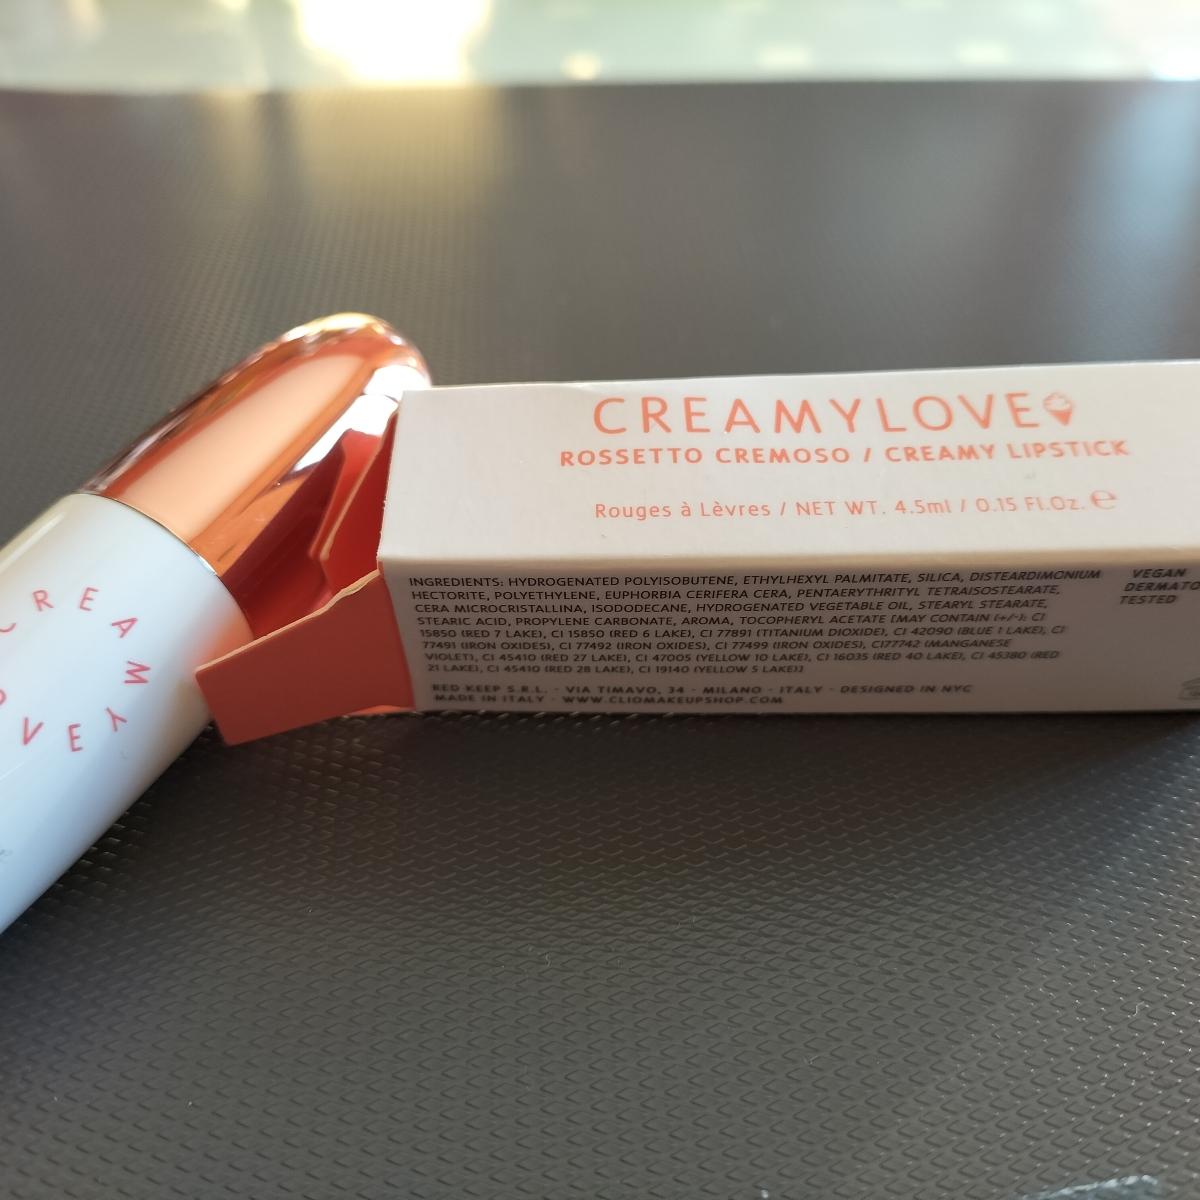 CREAMYLOVE
ROSSETTO CREMOSO / CREAMY LIPSTICK
Rouges à Lèvres / NET WT. 4.5ml / 0.15 Fl.Oz. ℮
INGREDIENTS: HYDROGENATED POLYISOBUTENE, ETHYLHEXYL PALMITATE, SILICA, DISTEARDIMONIUM
HECTORITE, POLYETHYLENE, EUPHORBIA CERIFERA CERA, PENTAERYTHRITYL TETRAISOSTEARATE,
CERA MICROCRISTALLINA, ISODODECANE, HYDROGENATED VEGETABLE OIL, STEARYL STEARATE,
STEARIC ACID, PROPYLENE CARBONATE, AROMA, TOCOPHERYL ACETATE [MAY CONTAIN (+/-): CI
15850 (RED 7 LAKE), CI 15850 (RED 6 LAKE), CI 77891 (TITANIUM DIOXIDE), CI 42090 (BLUE 1 LAKE), CI
77491 (IRON OXIDES), CI 77492 (IRON OXIDES), CI 77499 (IRON OXIDES), CI77742 (MANGANESE
VIOLET), CI 45410 (RED 27 LAKE), CI 47005 (YELLOW 10 LAKE), CI 16035 (RED 40 LAKE), CI 45380 (RED
21 LAKE), CI 45410 (RED 28 LAKE), CI 19140 (YELLOW 5 LAKE)]
RED KEEP S.R.L. · VIA TIMAVO, 34 · MILANO · ITALY · DESIGNED IN NYC
MADE IN ITALY · WWW.CLIOMAKEUPSHOP.COM
VEGAN
DERMATO
TESTED
CREAMY
OVE